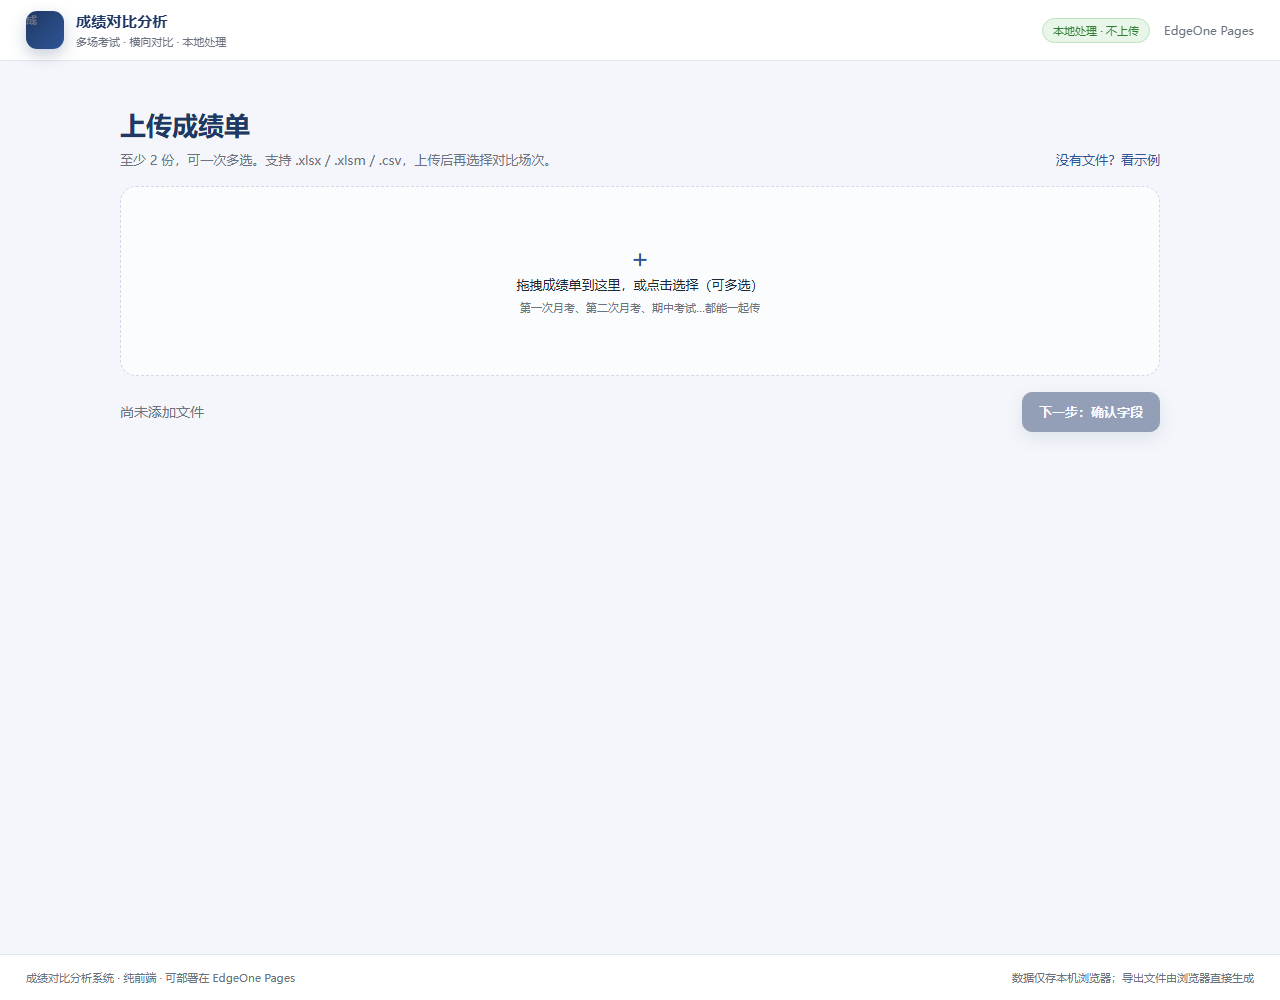 成
成绩对比分析
多场考试 · 横向对比 · 本地处理
本地处理 · 不上传
EdgeOne Pages
上传成绩单
至少 2 份，可一次多选。支持 .xlsx / .xlsm / .csv，上传后再选择对比场次。
没有文件？看示例
+
拖拽成绩单到这里，或点击选择（可多选）
第一次月考、第二次月考、期中考试...都能一起传
尚未添加文件
下一步：确认字段
成绩对比分析系统 · 纯前端 · 可部署在 EdgeOne Pages
数据仅存本机浏览器；导出文件由浏览器直接生成